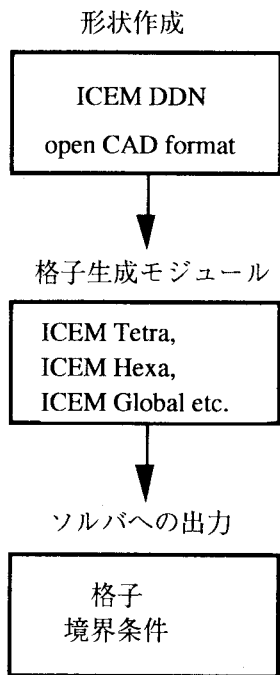 形状作成
ICEM DDN
open CAD format
格子生成モジュール
ICEM Tetra,
ICEM Hexa,
ICEM Global etc.
ソルバへの出力
格子
境界条件